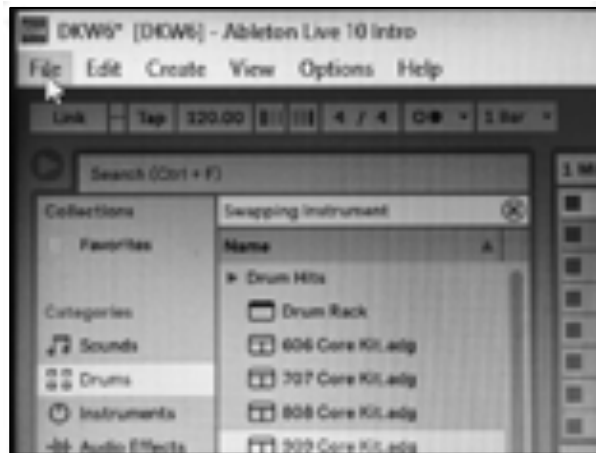 DKW6* [DKW6] - Ableton Live 10 Intro
File Edit Create View Options Help
Link Tap 120.00 4 / 4 1 Bar
Search (Ctrl + F)
1 M
Collections
Swapping Instrument
Favorites
Name
Drum Hits
Categories
Drum Rack
Sounds
606 Core Kit.adg
Drums
707 Core Kit.adg
Instruments
808 Core Kit.adg
Audio Effects
909 Core Kit.adg